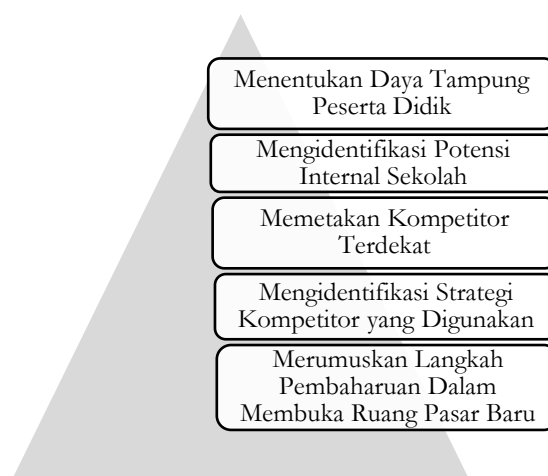 Menentukan Daya Tampung
Peserta Didik
Mengidentifikasi Potensi
Internal Sekolah
Memetakan Kompetitor
Terdekat
Mengidentifikasi Strategi
Kompetitor yang Digunakan
Merumuskan Langkah
Pembaharuan Dalam
Membuka Ruang Pasar Baru